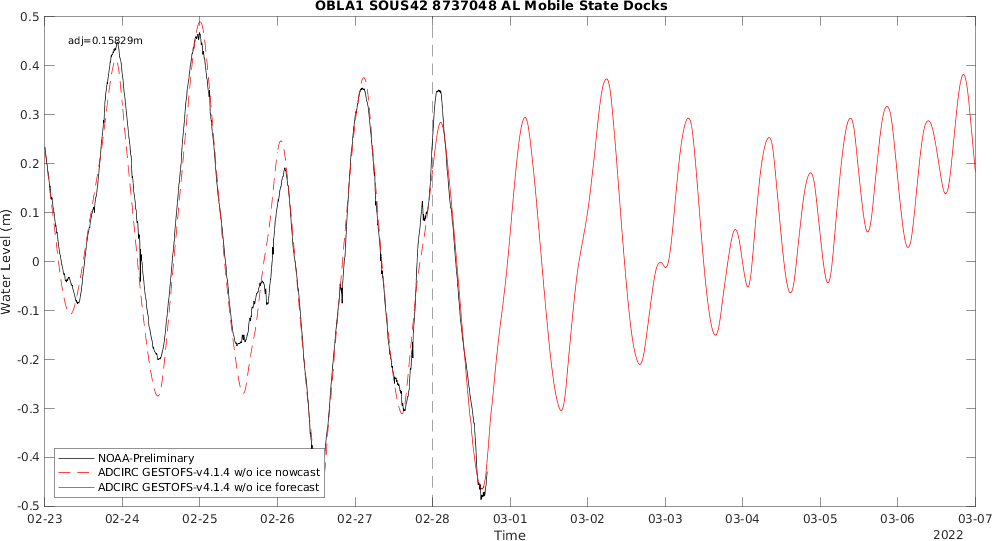 OBLA1 SOUS42 8737048 AL Mobile State Docks
adj=0.15829m
0.5
0.4
0.3
0.2
0.1
0
-0.1
-0.2
-0.3
-0.4
-0.5
Water Level (m)
NOAA-Preliminary
ADCIRC GESTOFS-v4.1.4 w/o ice nowcast
ADCIRC GESTOFS-v4.1.4 w/o ice forecast
02-23 02-24 02-25 02-26 02-27 02-28 03-01 03-02 03-03 03-04 03-05 03-06 03-07
Time
2022